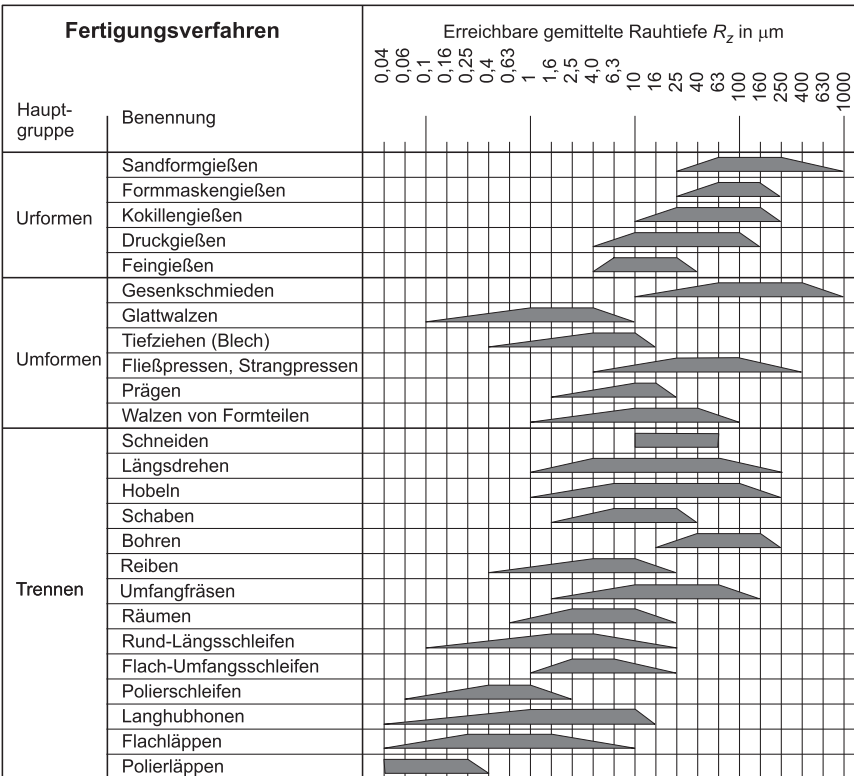 Fertigungsverfahren
Erreichbare gemittelte Rauhtiefe Rz in µm
0,04 0,06 0,1 0,16 0,25 0,4 0,63 1 1,6 2,5 4,0 6,3 10 16 25 40 63 100 160 250 400 630 1000
Haupt-
gruppe
Benennung
Urformen
Sandformgießen
Formmaskengießen
Kokillengießen
Druckgießen
Feingießen
Umformen
Gesenkschmieden
Glattwalzen
Tiefziehen (Blech)
Fließpressen, Strangpressen
Prägen
Walzen von Formteilen
Trennen
Schneiden
Längsdrehen
Hobeln
Schaben
Bohren
Reiben
Umfangfräsen
Räumen
Rund-Längsschleifen
Flach-Umfangsschleifen
Polierschleifen
Langhubhonen
Flachläppen
Polierläppen